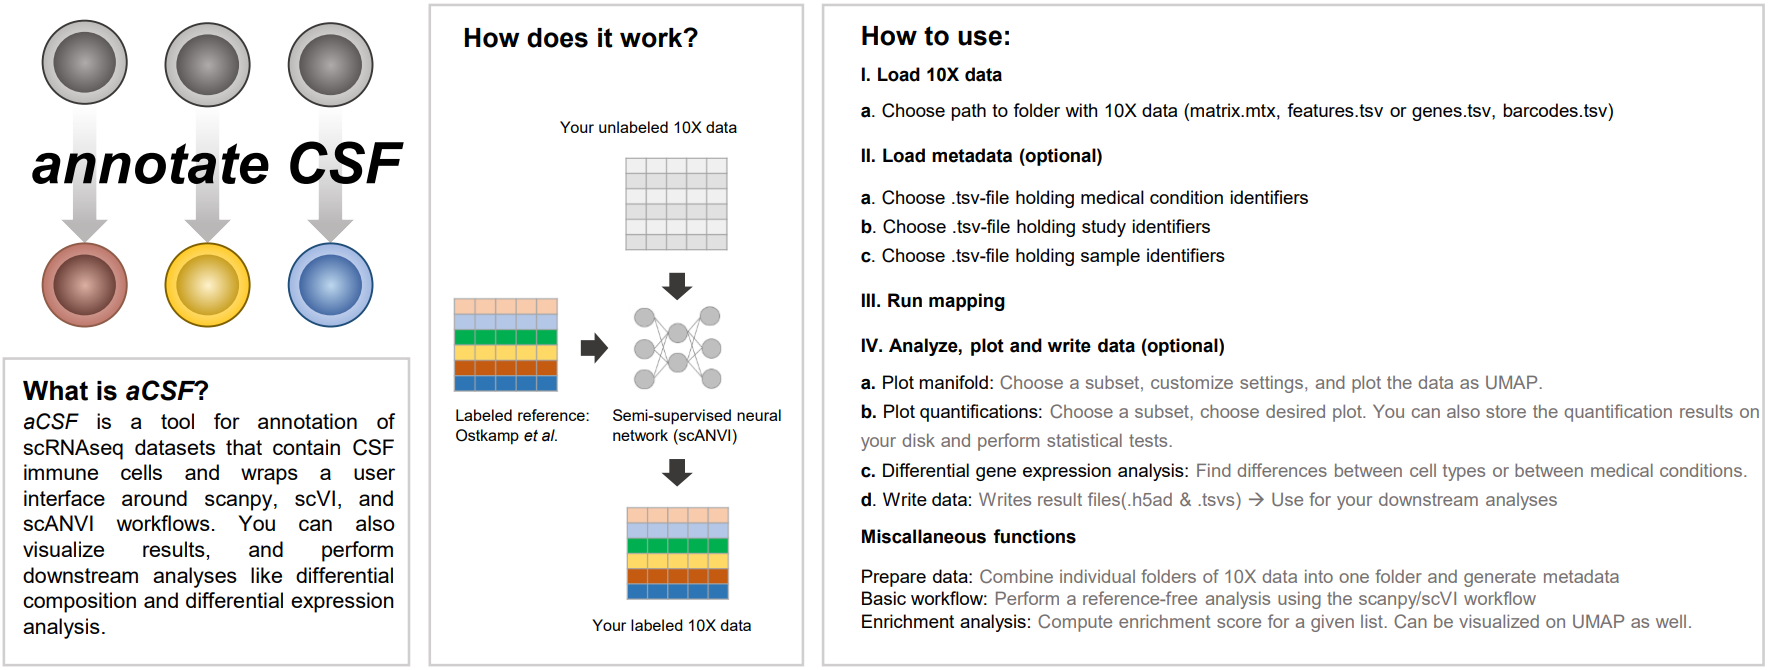 annotate CSF
What is aCSF?
aCSF is a tool for annotation of
scRNAseq datasets that contain CSF
immune cells and wraps a user
interface around scanpy, scVI, and
scANVI workflows. You can also
visualize results, and perform
downstream analyses like differential
composition and differential expression
analysis.
How does it work?
Your unlabeled 10X data
Labeled reference:
Ostkamp et al.
Semi-supervised neural
network (scANVI)
Your labeled 10X data
How to use:
I. Load 10X data
a. Choose path to folder with 10X data (matrix.mtx, features.tsv or genes.tsv, barcodes.tsv)
II. Load metadata (optional)
a. Choose .tsv-file holding medical condition identifiers
b. Choose .tsv-file holding study identifiers
c. Choose .tsv-file holding sample identifiers
III. Run mapping
IV. Analyze, plot and write data (optional)
a. Plot manifold: Choose a subset, customize settings, and plot the data as UMAP.
b. Plot quantifications: Choose a subset, choose desired plot. You can also store the quantification results on
your disk and perform statistical tests.
c. Differential gene expression analysis: Find differences between cell types or between medical conditions.
d. Write data: Writes result files(.h5ad & .tsvs) → Use for your downstream analyses
Miscellaneous functions
Prepare data: Combine individual folders of 10X data into one folder and generate metadata
Basic workflow: Perform a reference-free analysis using the scanpy/scVI workflow
Enrichment analysis: Compute enrichment score for a given list. Can be visualized on UMAP as well.